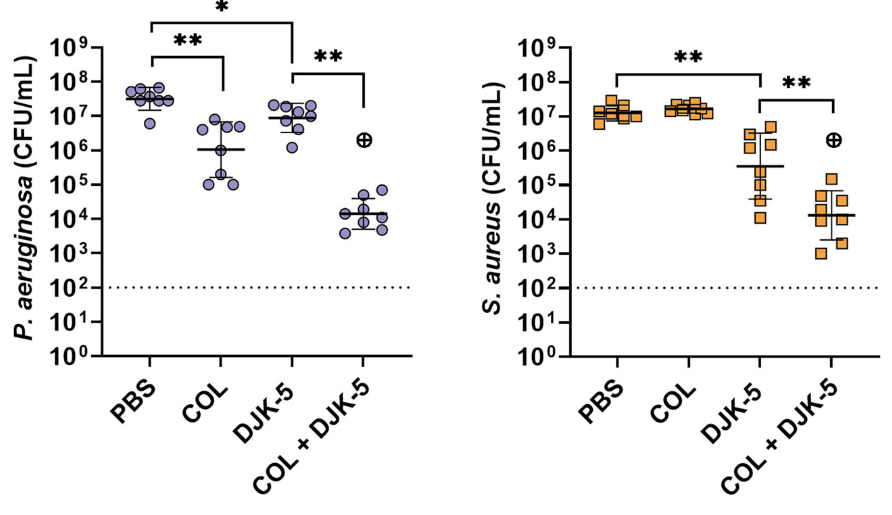 P. aeruginosa (CFU/mL)
10⁹
10⁸
10⁷
10⁶
10⁵
10⁴
10³
10²
10¹
10⁰
*
**
**
⊕
PBS
COL
DJK-5
COL + DJK-5
S. aureus (CFU/mL)
10⁹
10⁸
10⁷
10⁶
10⁵
10⁴
10³
10²
10¹
10⁰
**
**
⊕
PBS
COL
DJK-5
COL + DJK-5